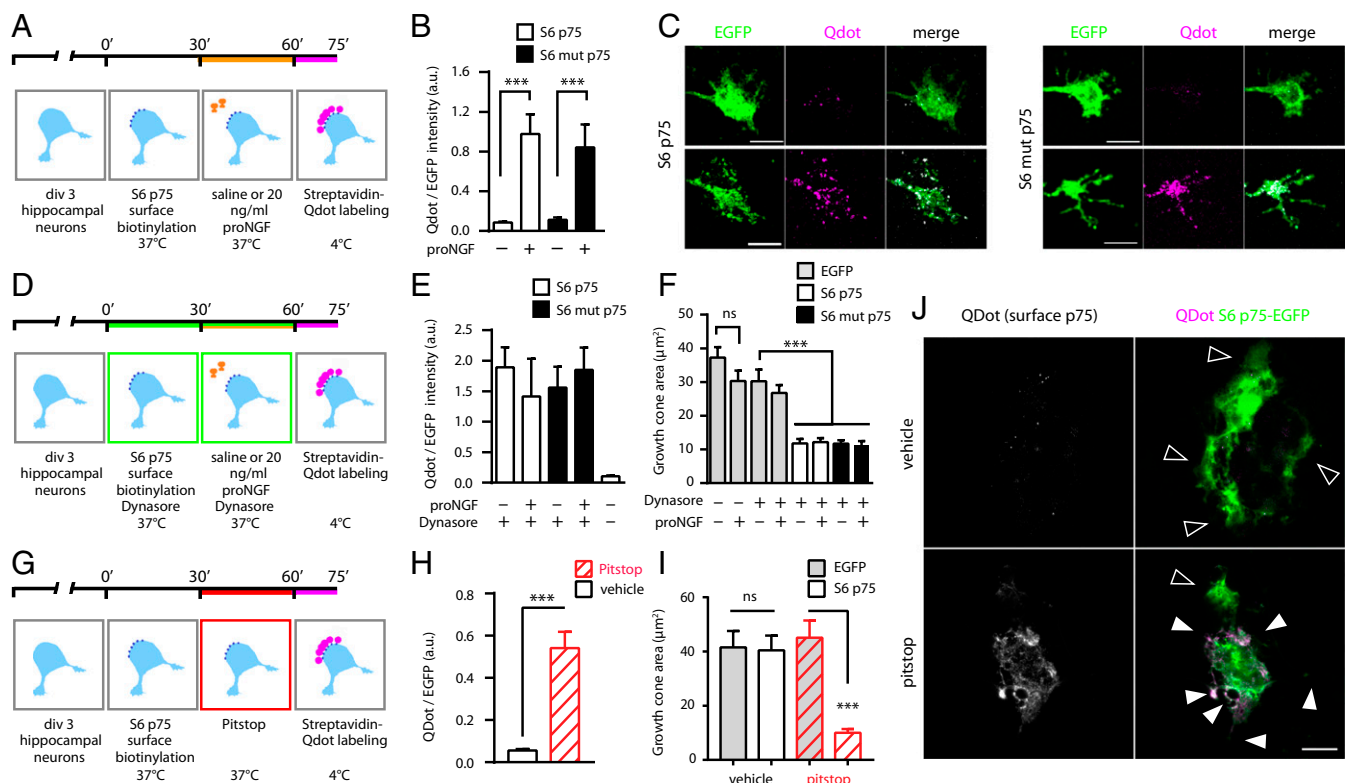 A
0′ 30′ 60′ 75′
div 3
hippocampal
neurons
S6 p75
surface
biotinylation
37°C
saline or 20
ng/ml
proNGF
37°C
Streptavidin-
Qdot labeling
4°C
B
S6 p75
S6 mut p75
Qdot / EGFP intensity (a.u.)
1.6
1.2
0.8
0.4
0.0
*** ***
proNGF − + − +
C
EGFP Qdot merge
S6 p75
EGFP Qdot merge
S6 mut p75
D
0′ 30′ 60′ 75′
div 3
hippocampal
neurons
S6 p75
surface
biotinylation
Dynasore
37°C
saline or 20
ng/ml
proNGF
Dynasore
37°C
Streptavidin-
Qdot labeling
4°C
E
S6 p75
S6 mut p75
Qdot / EGFP intensity (a.u.)
2.5
2.0
1.5
1.0
0.5
0.0
proNGF − + − + −
Dynasore + + + + −
F
EGFP
S6 p75
S6 mut p75
Growth cone area (µm²)
50
40
30
20
10
0
ns
***
Dynasore − − + + − − − −
proNGF − + − + − + − +
G
0′ 30′ 60′ 75′
div 3
hippocampal
neurons
S6 p75
surface
biotinylation
37°C
Pitstop
37°C
Streptavidin-
Qdot labeling
4°C
H
Pitstop
vehicle
QDot / EGFP (a.u.)
0.8
0.6
0.4
0.2
0.0
***
I
EGFP
S6 p75
Growth cone area (µm²)
60
40
20
0
ns
***
vehicle pitstop
J
QDot (surface p75)
QDot S6 p75-EGFP
vehicle
pitstop